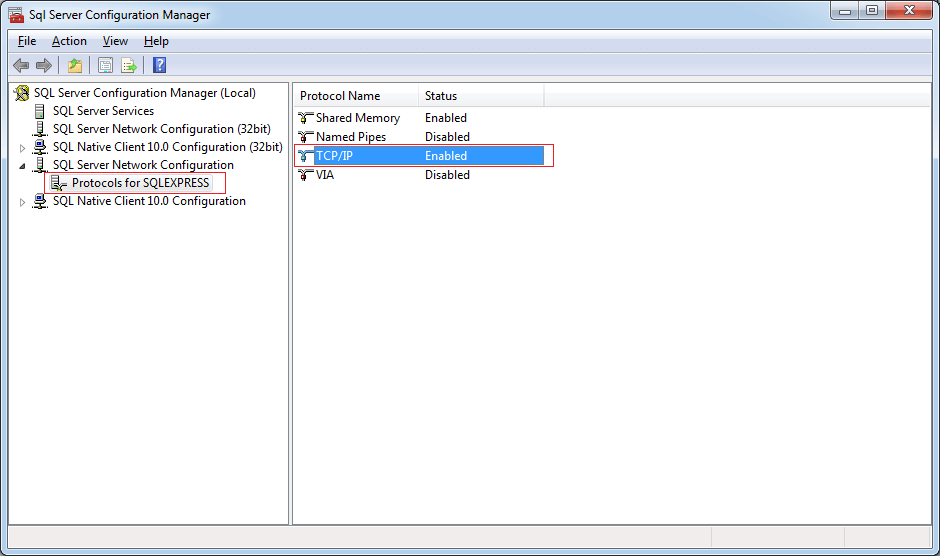 Sql Server Configuration Manager
File Action View Help
SQL Server Configuration Manager (Local)
SQL Server Services
SQL Server Network Configuration (32bit)
SQL Native Client 10.0 Configuration (32bit)
SQL Server Network Configuration
Protocols for SQLEXPRESS
SQL Native Client 10.0 Configuration
Protocol Name Status
Shared Memory Enabled
Named Pipes Disabled
TCP/IP Enabled
VIA Disabled